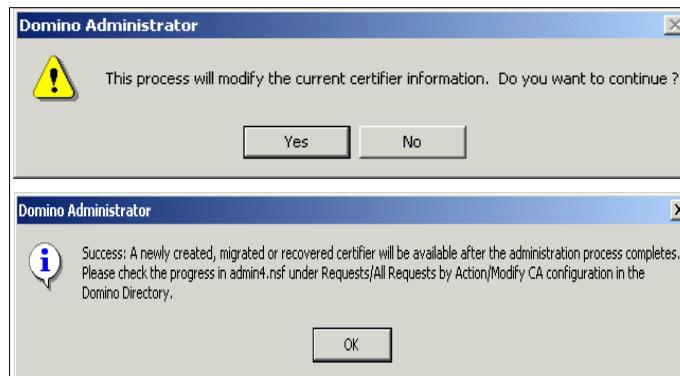 Domino Administrator
This process will modify the current certifier information. Do you want to continue ?
Yes No
Domino Administrator
Success: A newly created, migrated or recovered certifier will be available after the administration process completes.
Please check the progress in admin4.nsf under Requests/All Requests by Action/Modify CA configuration in the
Domino Directory.
OK